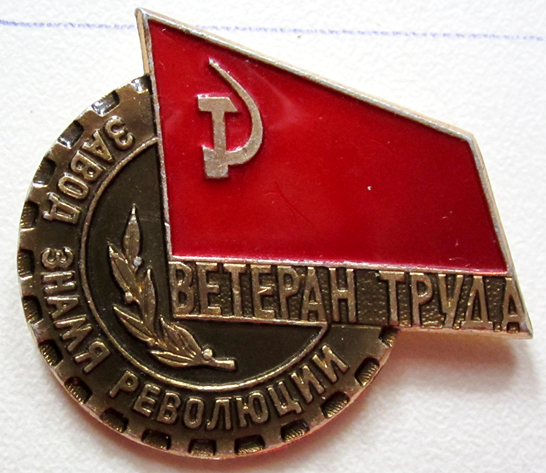 ВЕТЕРАН ТРУДА
ЗАВОД ЗНАМЯ РЕВОЛЮЦИИ